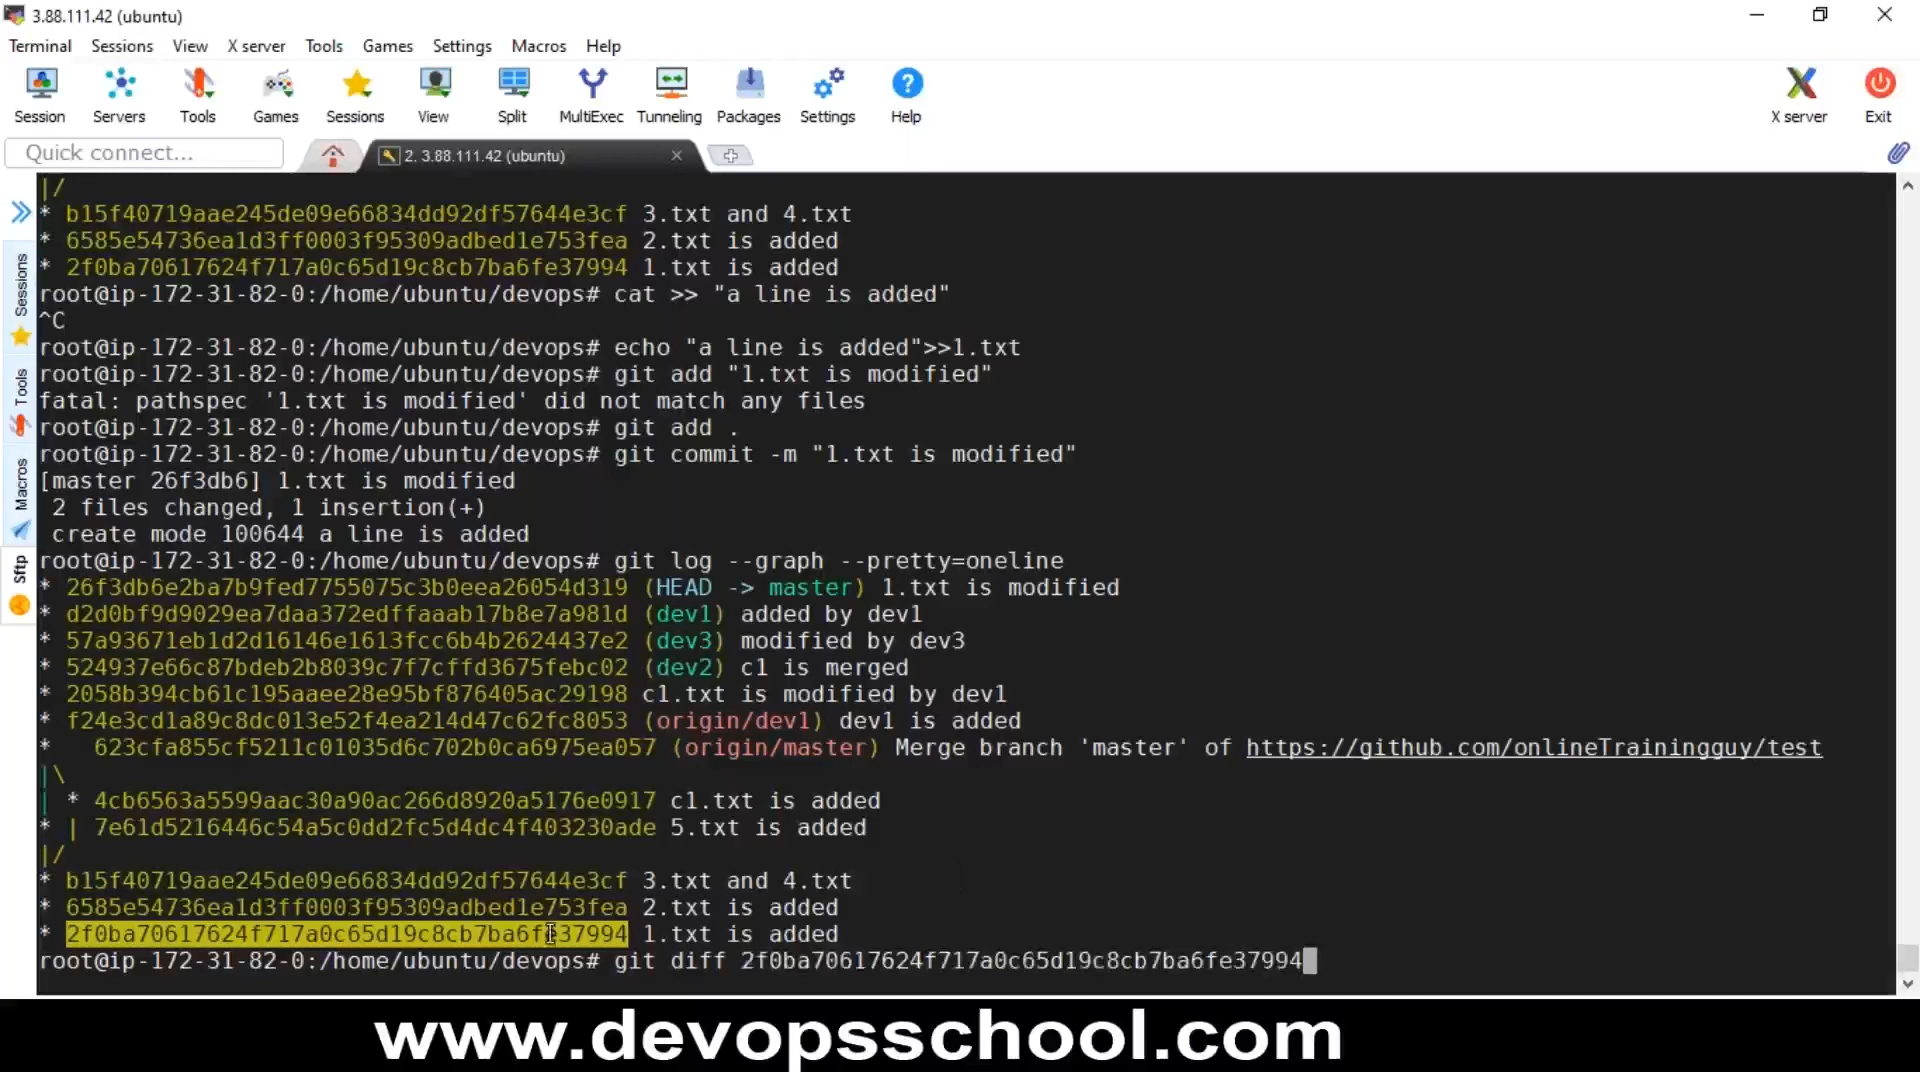 3.88.111.42 (ubuntu)
Terminal Sessions View X server Tools Games Settings Macros Help
Session Servers Tools Games Sessions View Split MultiExec Tunneling Packages Settings Help X server Exit
Quick connect... 2. 3.88.111.42 (ubuntu)
Sessions
Tools
Macros
Sftp
|/
* b15f40719aae245de09e66834dd92df57644e3cf 3.txt and 4.txt
* 6585e54736ea1d3ff0003f95309adbed1e753fea 2.txt is added
* 2f0ba70617624f717a0c65d19c8cb7ba6fe37994 1.txt is added
root@ip-172-31-82-0:/home/ubuntu/devops# cat >> "a line is added"
^C
root@ip-172-31-82-0:/home/ubuntu/devops# echo "a line is added">>1.txt
root@ip-172-31-82-0:/home/ubuntu/devops# git add "1.txt is modified"
fatal: pathspec '1.txt is modified' did not match any files
root@ip-172-31-82-0:/home/ubuntu/devops# git add .
root@ip-172-31-82-0:/home/ubuntu/devops# git commit -m "1.txt is modified"
[master 26f3db6] 1.txt is modified
2 files changed, 1 insertion(+)
create mode 100644 a line is added
root@ip-172-31-82-0:/home/ubuntu/devops# git log --graph --pretty=oneline
* 26f3db6e2ba7b9fed7755075c3b0eea26054d319 (HEAD -> master) 1.txt is modified
* d2d0bf9d9029ea7daa372edffaaab17b8e7a981d (dev1) added by dev1
* 57a93671eb1d2d16146e1613fcc6b4b2624437e2 (dev3) modified by dev3
* 524937e66c87bdeb2b8039c7f7cffd3675febc02 (dev2) c1 is merged
* 2058b394cb61c195aaee28e95bf876405ac29198 c1.txt is modified by dev1
* f24e3cd1a89c8dc013e52f4ea214d47c62fc8053 (origin/dev1) dev1 is added
* 623cfa855cf5211c01035d6c702b0ca6975ea057 (origin/master) Merge branch 'master' of https://github.com/onlineTrainingguy/test
|\
| * 4cb6563a5599aac30a90ac266d8920a5176e0917 c1.txt is added
* | 7e61d5216446c54a5c0dd2fc5d4dc4f403230ade 5.txt is added
|/
* b15f40719aae245de09e66834dd92df57644e3cf 3.txt and 4.txt
* 6585e54736ea1d3ff0003f95309adbed1e753fea 2.txt is added
* 2f0ba70617624f717a0c65d19c8cb7ba6fe37994 1.txt is added
root@ip-172-31-82-0:/home/ubuntu/devops# git diff 2f0ba70617624f717a0c65d19c8cb7ba6fe37994
www.devopsschool.com